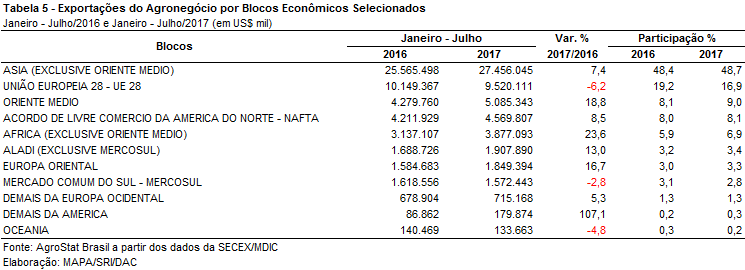 Tabela 5 - Exportações do Agronegócio por Blocos Econômicos Selecionados
Janeiro - Julho/2016 e Janeiro - Julho/2017 (em US$ mil)
Blocos Janeiro - Julho Var. % Participação %
2016 2017 2017/2016 2016 2017
ASIA (EXCLUSIVE ORIENTE MEDIO) 25.565.498 27.456.045 7,4 48,4 48,7
UNIÃO EUROPEIA 28 - UE 28 10.149.367 9.520.111 -6,2 19,2 16,9
ORIENTE MEDIO 4.279.760 5.085.343 18,8 8,1 9,0
ACORDO DE LIVRE COMERCIO DA AMERICA DO NORTE - NAFTA 4.211.929 4.569.807 8,5 8,0 8,1
AFRICA (EXCLUSIVE ORIENTE MEDIO) 3.137.107 3.877.093 23,6 5,9 6,9
ALADI (EXCLUSIVE MERCOSUL) 1.688.726 1.907.890 13,0 3,2 3,4
EUROPA ORIENTAL 1.584.683 1.849.394 16,7 3,0 3,3
MERCADO COMUM DO SUL - MERCOSUL 1.618.556 1.572.443 -2,8 3,1 2,8
DEMAIS DA EUROPA OCIDENTAL 678.904 715.168 5,3 1,3 1,3
DEMAIS DA AMERICA 86.862 179.874 107,1 0,2 0,3
OCEANIA 140.469 133.663 -4,8 0,3 0,2
Fonte: AgroStat Brasil a partir dos dados da SECEX/MDIC
Elaboração: MAPA/SRI/DAC